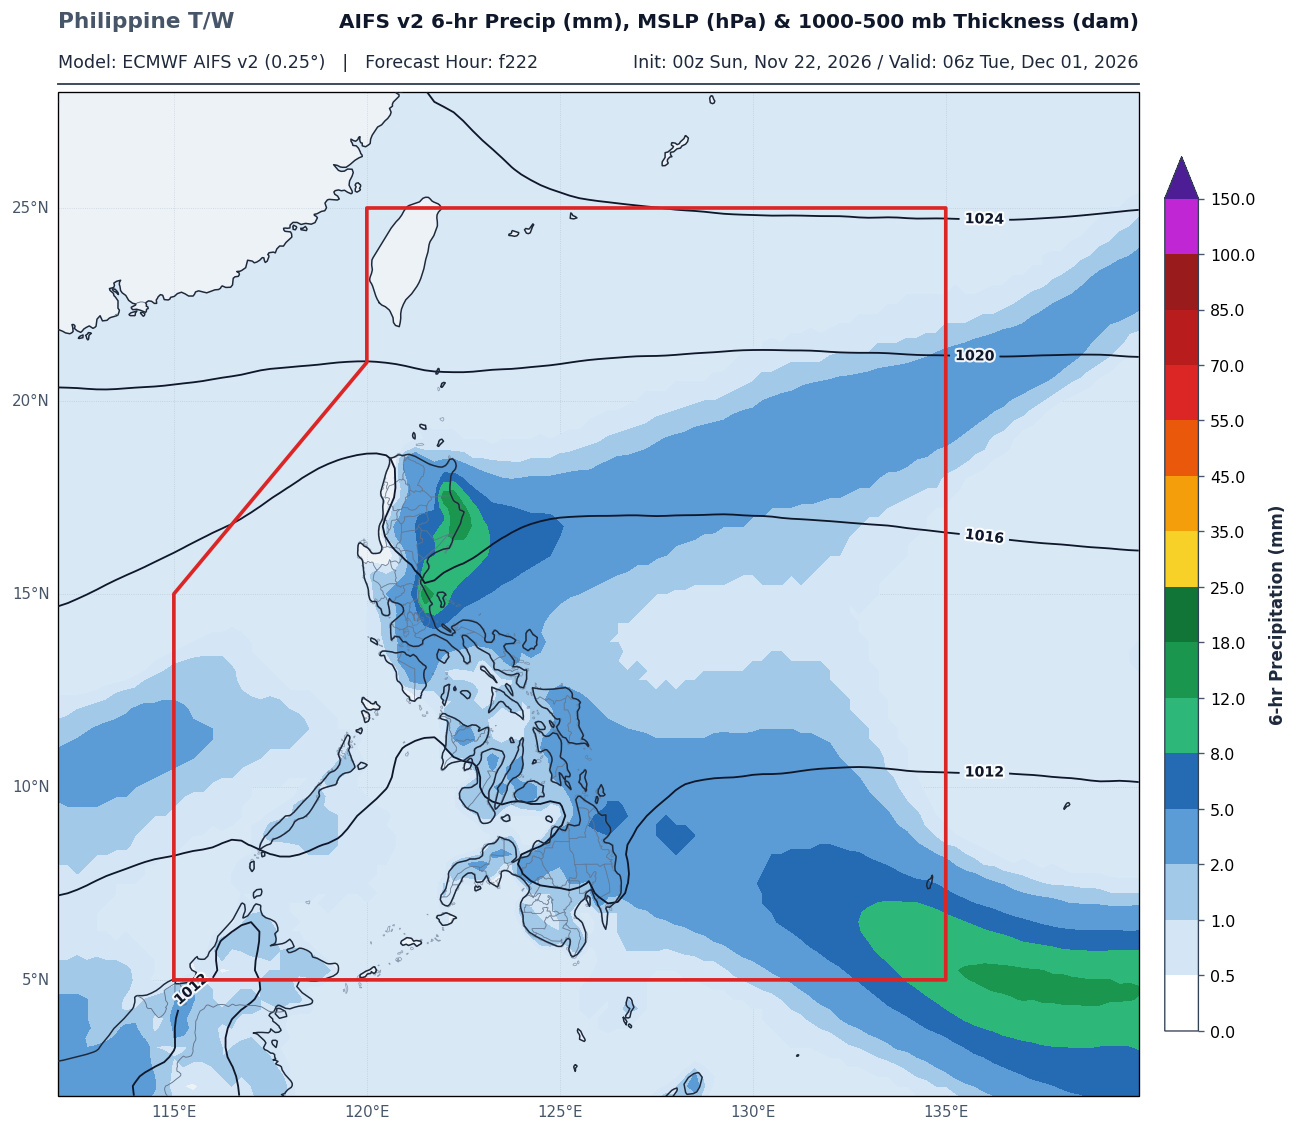 Philippine T/W
AIFS v2 6-hr Precip (mm), MSLP (hPa) & 1000-500 mb Thickness (dam)
Model: ECMWF AIFS v2 (0.25°) | Forecast Hour: f222
Init: 00z Sun, Nov 22, 2026 / Valid: 06z Tue, Dec 01, 2026
25°N
20°N
15°N
10°N
5°N
1024
1020
1016
1012
1012
115°E
120°E
125°E
130°E
135°E
150.0
100.0
85.0
70.0
55.0
45.0
35.0
25.0
18.0
12.0
8.0
5.0
2.0
1.0
0.5
0.0
6-hr Precipitation (mm)